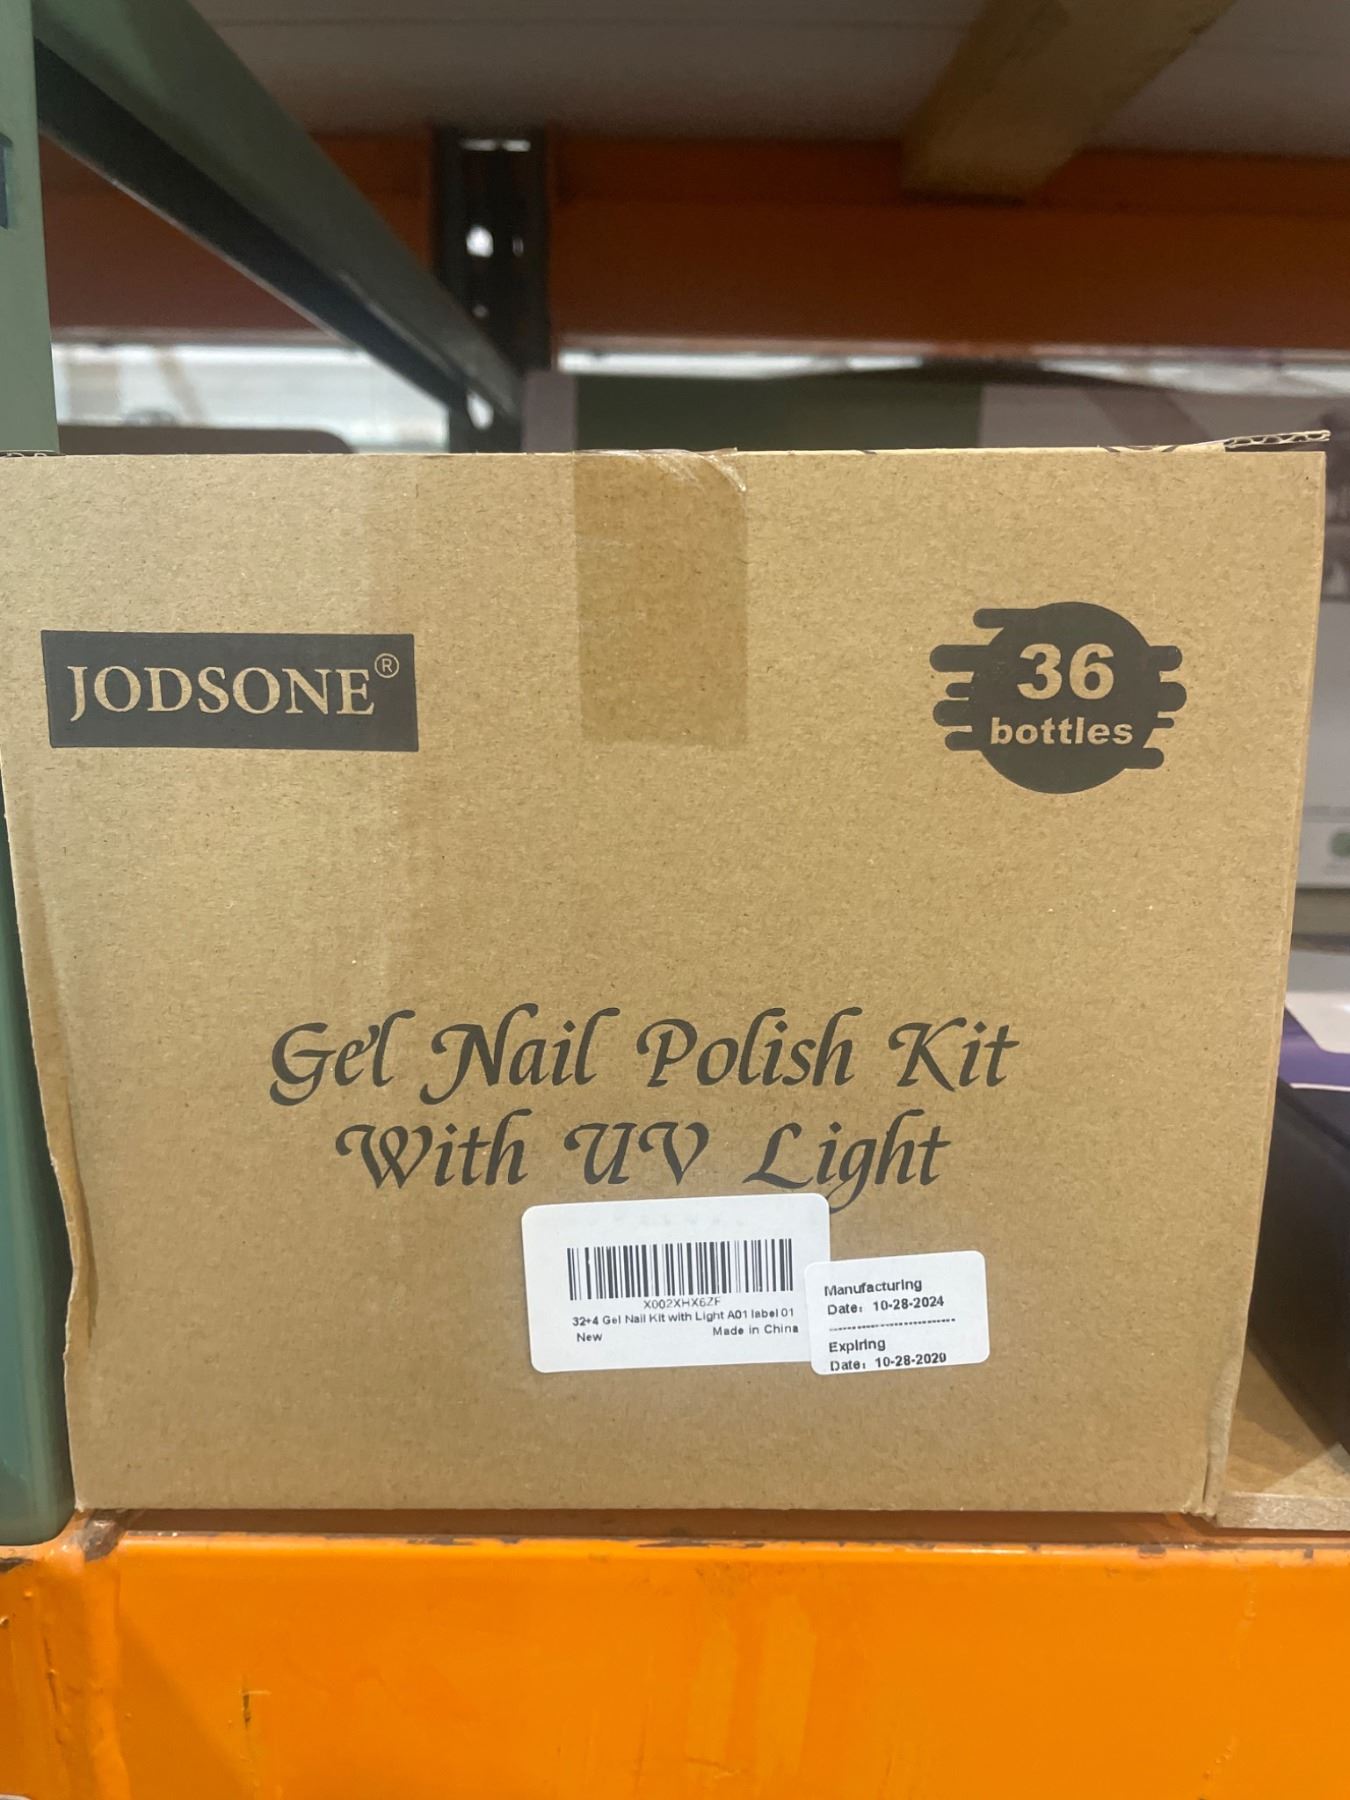 JODSONE®
36
bottles
Gel Nail Polish Kit
With UV Light
X002XHX6ZF
32+4 Gel Nail Kit with Light A01 label 01
New
Made in China
Manufacturing
Date: 10-28-2024
Expiring
Date: 10-28-2029